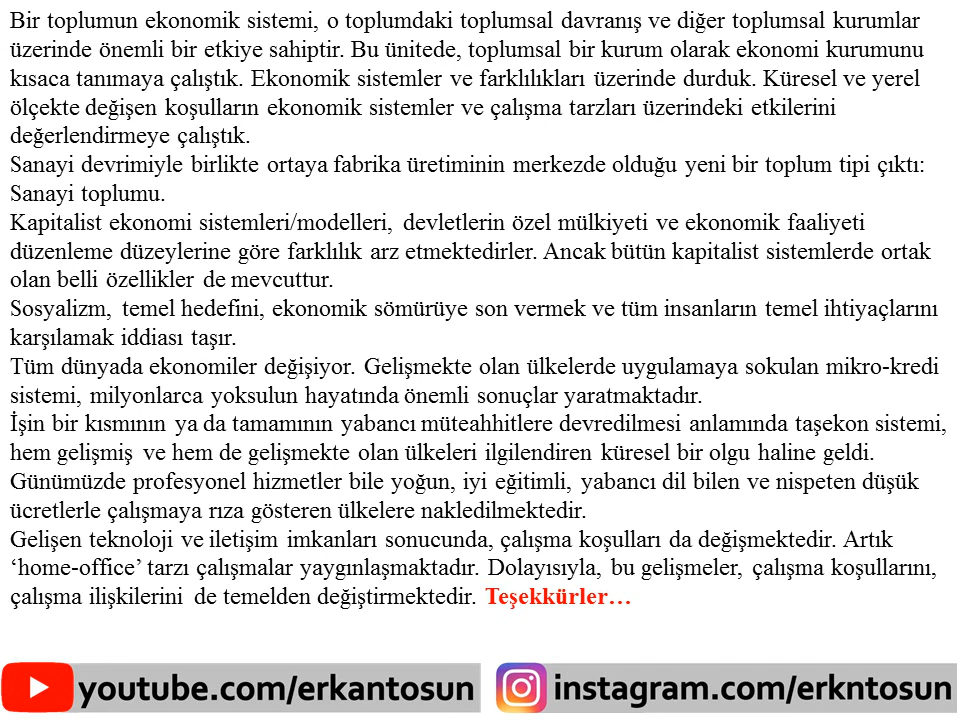 Bir toplumun ekonomik sistemi, o toplumdaki toplumsal davranış ve diğer toplumsal kurumlar
üzerinde önemli bir etkiye sahiptir. Bu ünitede, toplumsal bir kurum olarak ekonomi kurumunu
kısaca tanımaya çalıştık. Ekonomik sistemler ve farklılıkları üzerinde durduk. Küresel ve yerel
ölçekte değişen koşulların ekonomik sistemler ve çalışma tarzları üzerindeki etkilerini
değerlendirmeye çalıştık.
Sanayi devrimiyle birlikte ortaya fabrika üretiminin merkezde olduğu yeni bir toplum tipi çıktı:
Sanayi toplumu.
Kapitalist ekonomi sistemleri/modelleri, devletlerin özel mülkiyeti ve ekonomik faaliyeti
düzenleme düzeylerine göre farklılık arz etmektedirler. Ancak bütün kapitalist sistemlerde ortak
olan belli özellikler de mevcuttur.
Sosyalizm, temel hedefini, ekonomik sömürüye son vermek ve tüm insanların temel ihtiyaçlarını
karşılamak iddiası taşır.
Tüm dünyada ekonomiler değişiyor. Gelişmekte olan ülkelerde uygulamaya sokulan mikro-kredi
sistemi, milyonlarca yoksulun hayatında önemli sonuçlar yaratmaktadır.
İşin bir kısmının ya da tamamının yabancı müteahhitlere devredilmesi anlamında taşekon sistemi,
hem gelişmiş ve hem de gelişmekte olan ülkeleri ilgilendiren küresel bir olgu haline geldi.
Günümüzde profesyonel hizmetler bile yoğun, iyi eğitimli, yabancı dil bilen ve nispeten düşük
ücretlerle çalışmaya rıza gösteren ülkelere nakledilmektedir.
Gelişen teknoloji ve iletişim imkanları sonucunda, çalışma koşulları da değişmektedir. Artık
‘home-office’ tarzı çalışmalar yaygınlaşmaktadır. Dolayısıyla, bu gelişmeler, çalışma koşullarını,
çalışma ilişkilerini de temelden değiştirmektedir. Teşekkürler…
youtube.com/erkantosun
instagram.com/erkntosun